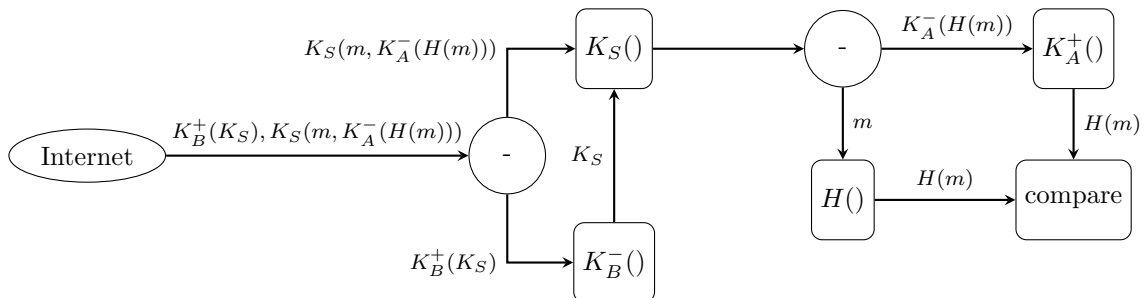 K_S(m, K_A^-(H(m)))
K_S()
-
K_A^-(H(m))
K_A^+()
Internet
K_B^+(K_S), K_S(m, K_A^-(H(m)))
-
K_S
m
H(m)
H()
H(m)
compare
K_B^+(K_S)
K_B^-()